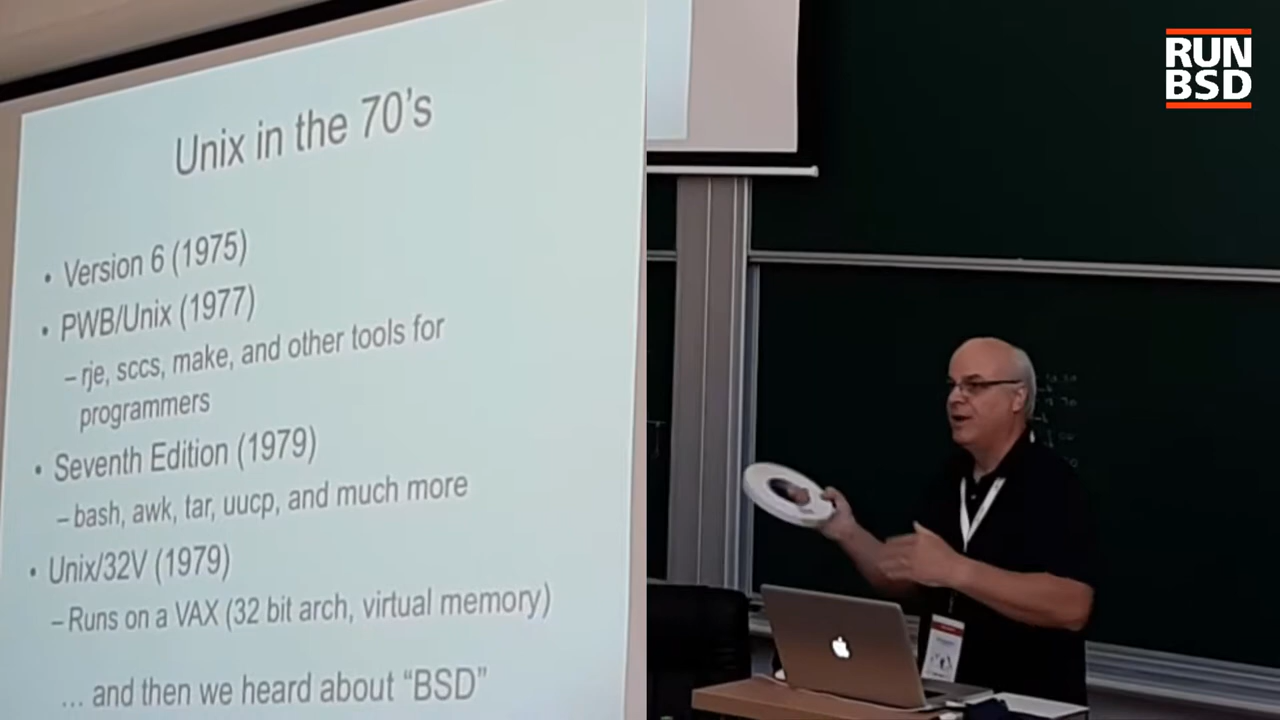 Unix in the 70's
• Version 6 (1975)
• PWB/Unix (1977)
– rje, sccs, make, and other tools for
programmers
• Seventh Edition (1979)
– bash, awk, tar, uucp, and much more
• Unix/32V (1979)
– Runs on a VAX (32 bit arch, virtual memory)
... and then we heard about "BSD"
RUN
BSD